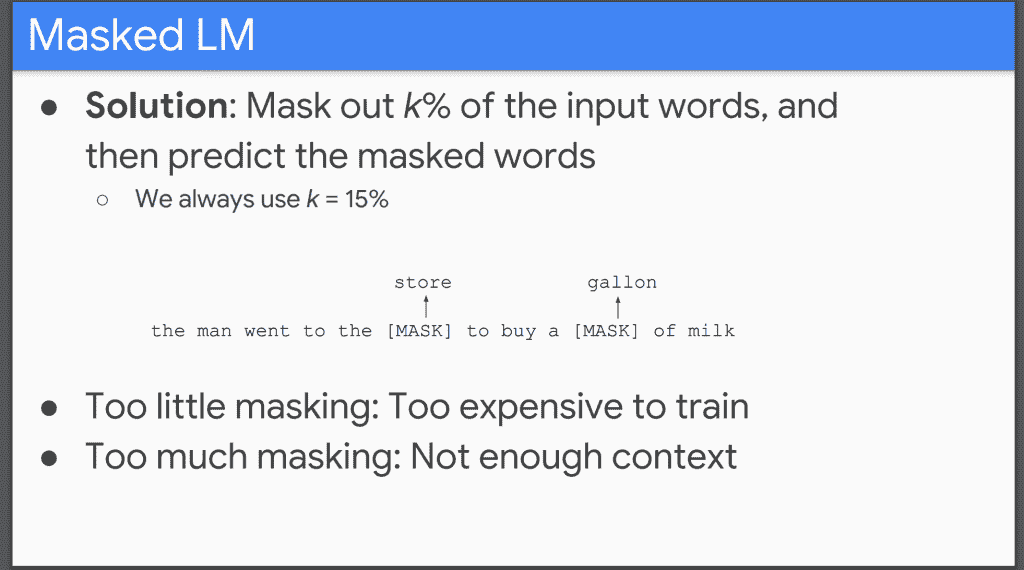 Masked LM
● Solution: Mask out k% of the input words, and
then predict the masked words
○ We always use k = 15%
store gallon
↑ ↑
the man went to the [MASK] to buy a [MASK] of milk
● Too little masking: Too expensive to train
● Too much masking: Not enough context